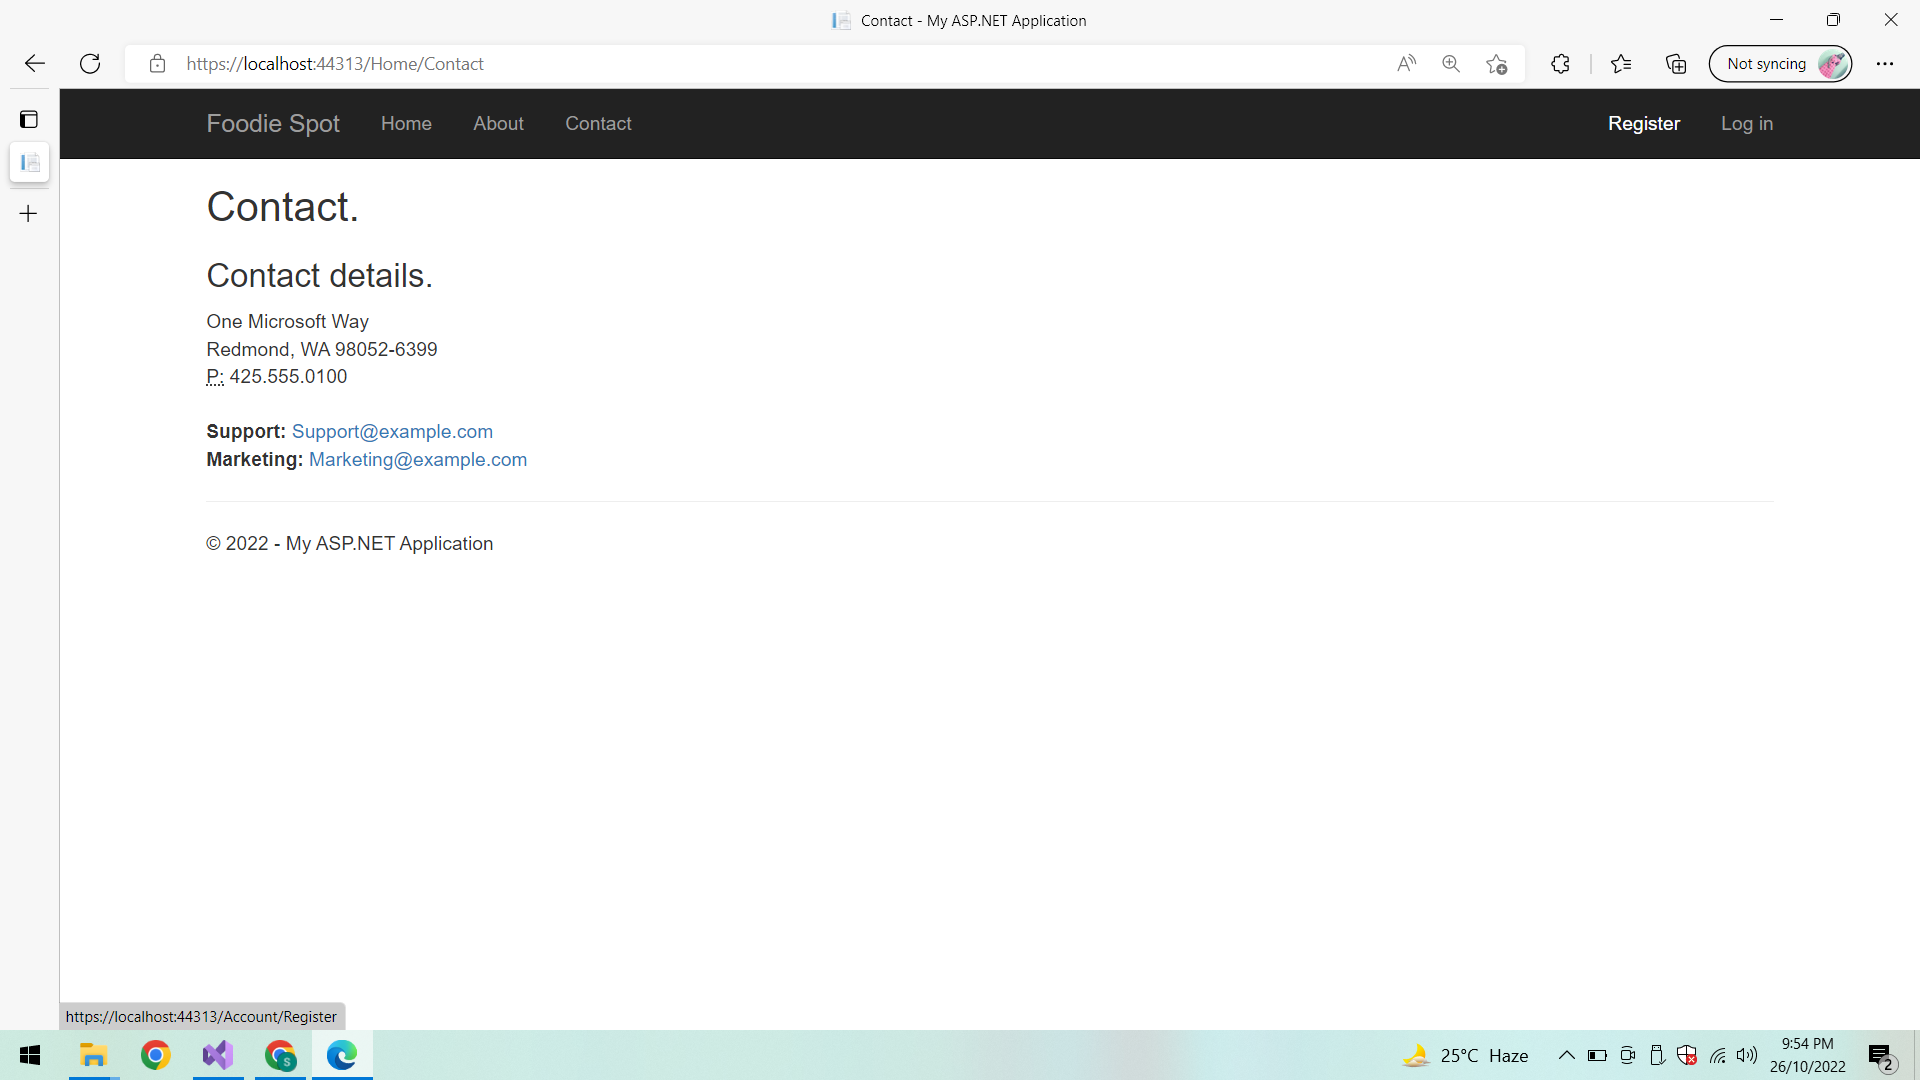 Contact - My ASP.NET Application
https://localhost:44313/Home/Contact
Not syncing
Foodie Spot
Home
About
Contact
Register
Log in
Contact.
Contact details.
One Microsoft Way
Redmond, WA 98052-6399
P: 425.555.0100
Support: Support@example.com
Marketing: Marketing@example.com
© 2022 - My ASP.NET Application
https://localhost:44313/Account/Register
S
25°C Haze
9:54 PM
26/10/2022
2